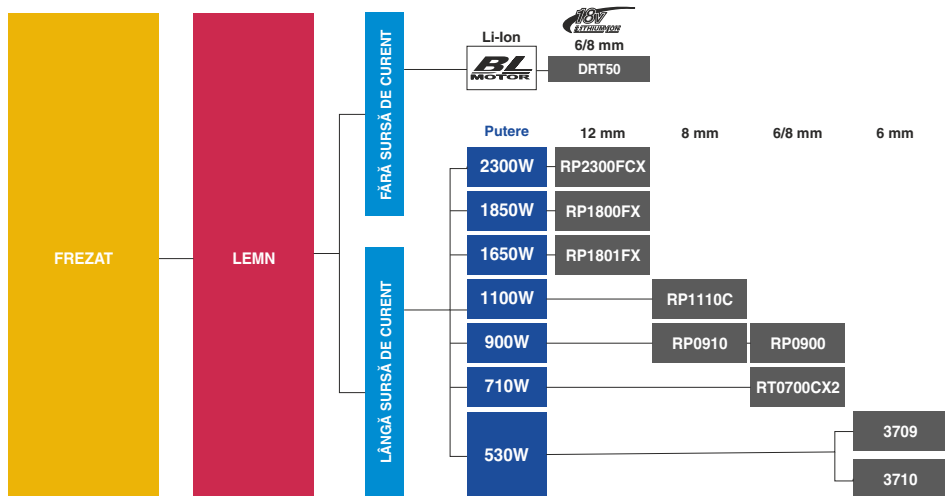 FREZAT
LEMN
FĂRĂ SURSĂ DE CURENT
LÂNGĂ SURSĂ DE CURENT
Li-Ion
BL
MOTOR
18V
LITHIUM-ION
6/8 mm
DRT50
Putere
12 mm
8 mm
6/8 mm
6 mm
2300W
RP2300FCX
1850W
RP1800FX
1650W
RP1801FX
1100W
RP1110C
900W
RP0910
RP0900
710W
RT0700CX2
530W
3709
3710